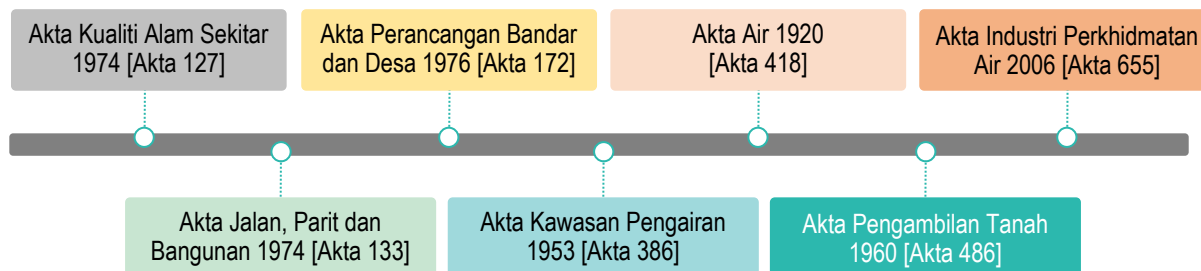 Akta Kualiti Alam Sekitar
1974 [Akta 127]
Akta Perancangan Bandar
dan Desa 1976 [Akta 172]
Akta Air 1920
[Akta 418]
Akta Industri Perkhidmatan
Air 2006 [Akta 655]
Akta Jalan, Parit dan
Bangunan 1974 [Akta 133]
Akta Kawasan Pengairan
1953 [Akta 386]
Akta Pengambilan Tanah
1960 [Akta 486]